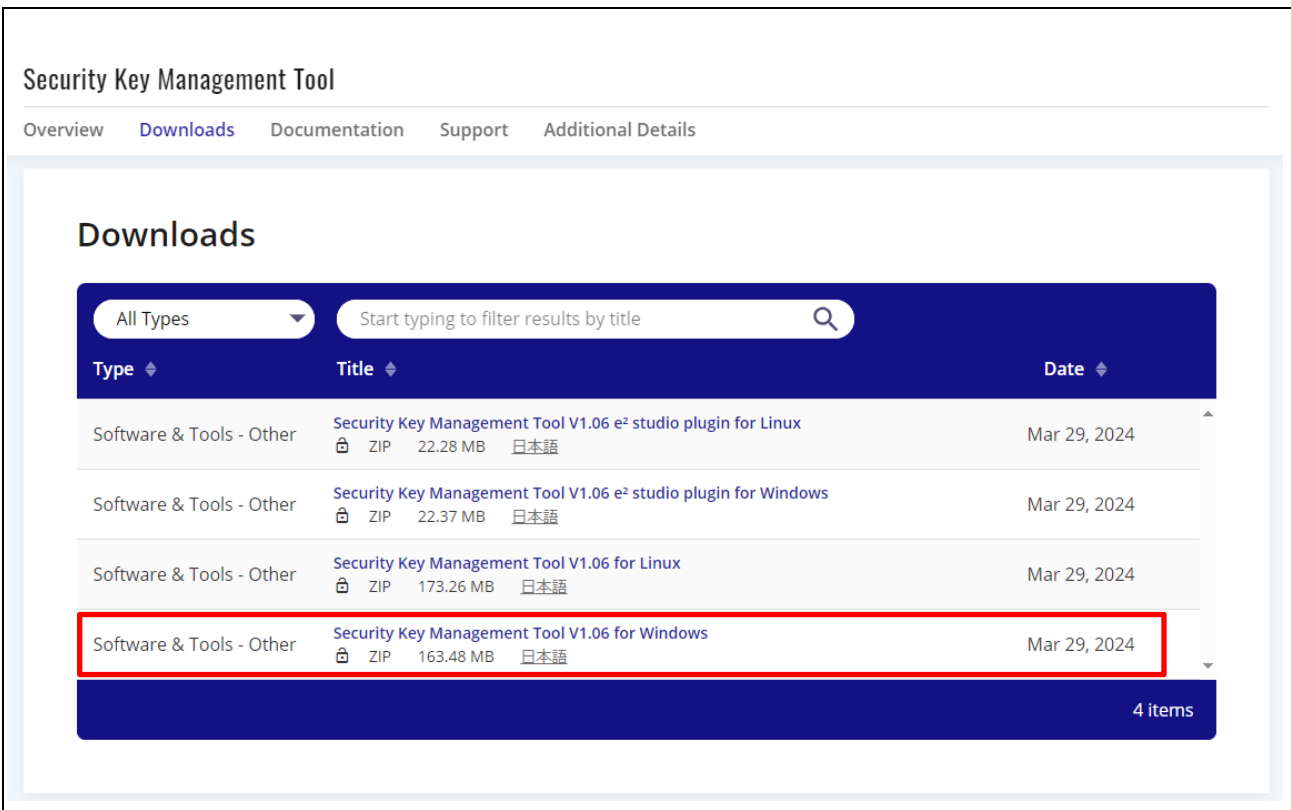 Security Key Management Tool
Overview Downloads Documentation Support Additional Details
Downloads
All Types Start typing to filter results by title
Type Title Date
Software & Tools - Other Security Key Management Tool V1.06 e² studio plugin for Linux Mar 29, 2024
ZIP 22.28 MB 日本語
Software & Tools - Other Security Key Management Tool V1.06 e² studio plugin for Windows Mar 29, 2024
ZIP 22.37 MB 日本語
Software & Tools - Other Security Key Management Tool V1.06 for Linux Mar 29, 2024
ZIP 173.26 MB 日本語
Software & Tools - Other Security Key Management Tool V1.06 for Windows Mar 29, 2024
ZIP 163.48 MB 日本語
4 items